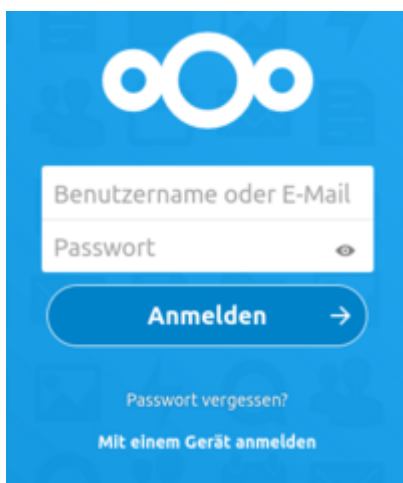 Benutzername oder E-Mail
Passwort
Anmelden
Passwort vergessen?
Mit einem Gerät anmelden